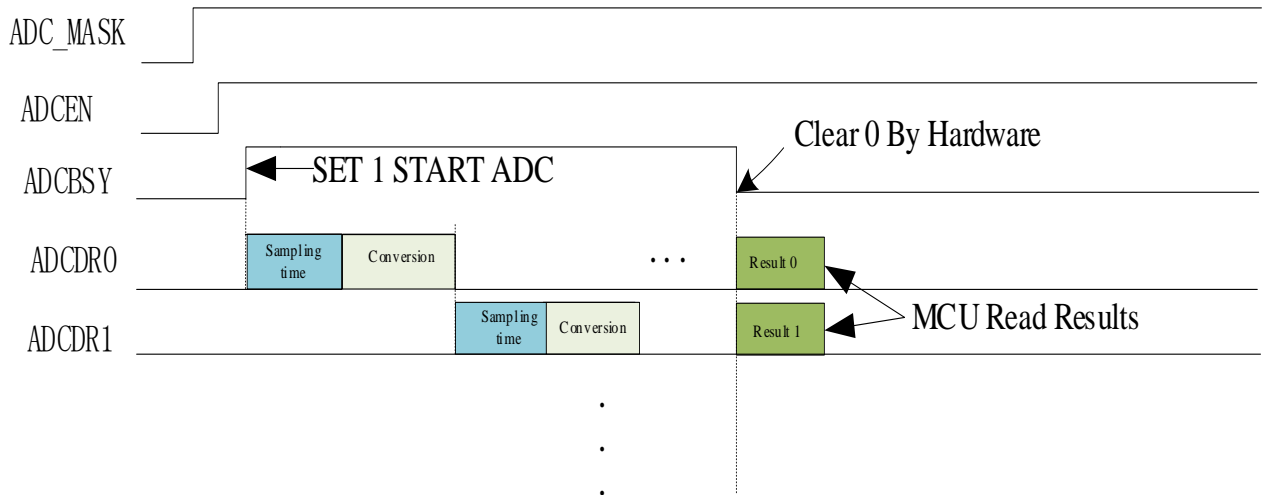 ADC_MASK
ADCEN
Clear 0 By Hardware
ADCBSY
SET 1 START ADC
ADCDR0
Sampling
time
Conversion
...
Result 0
MCU Read Results
ADCDR1
Sampling
time
Conversion
Result 1
.
.
.